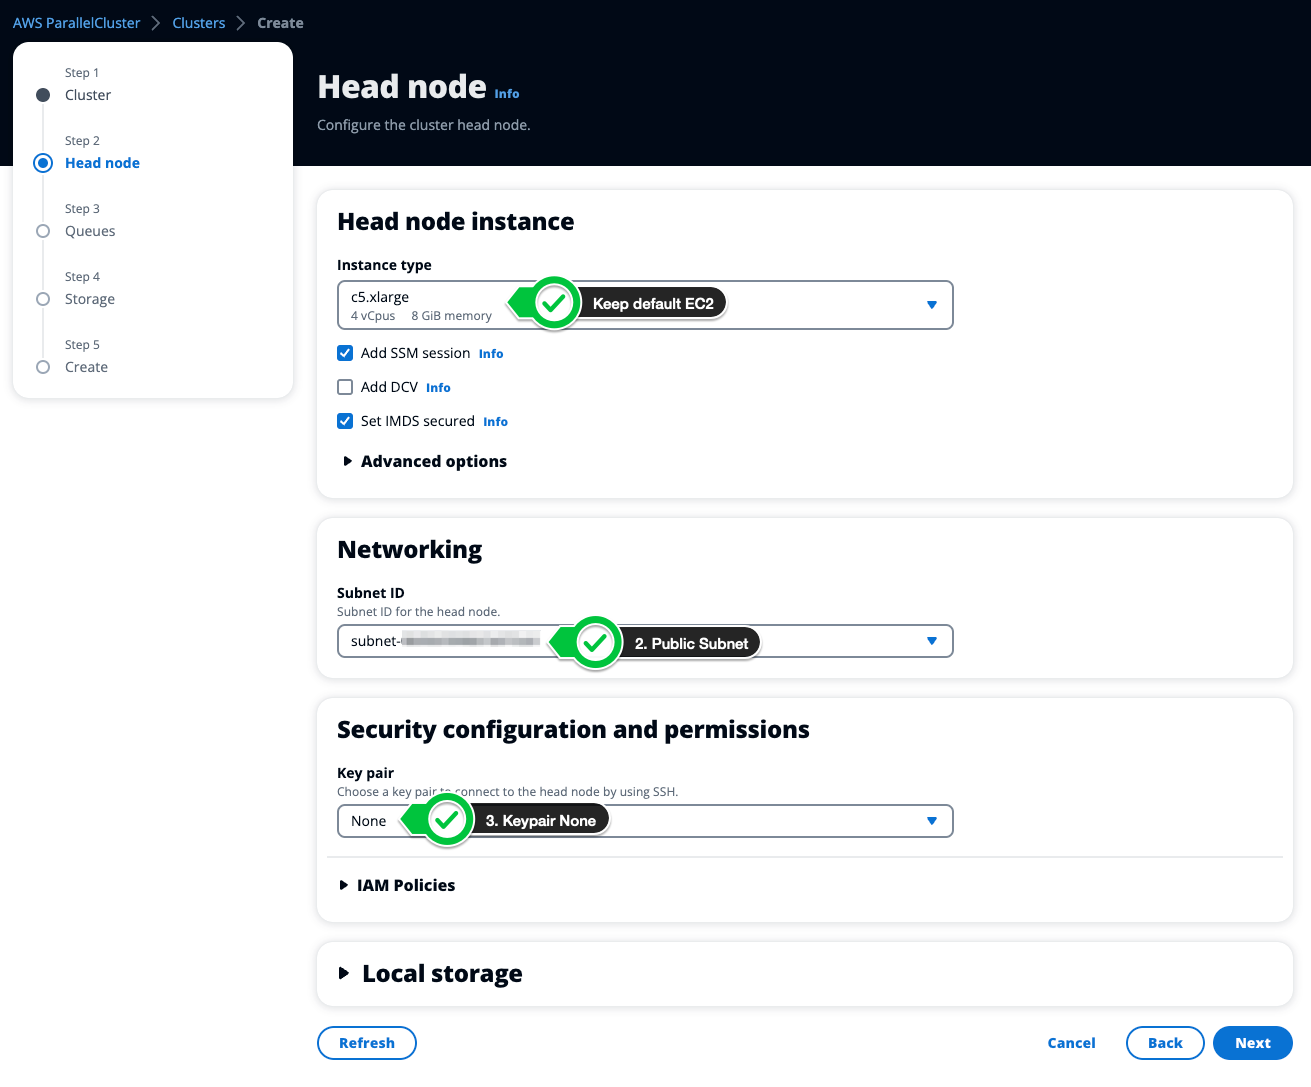 AWS ParallelCluster Clusters Create
Step 1
Cluster
Step 2
Head node
Step 3
Queues
Step 4
Storage
Step 5
Create
Head node Info
Configure the cluster head node.
Head node instance
Instance type
c5.xlarge
4 vCpus 8 GiB memory
Keep default EC2
Add SSM session Info
Add DCV Info
Set IMDS secured Info
Advanced options
Networking
Subnet ID
Subnet ID for the head node.
subnet-
2. Public Subnet
Security configuration and permissions
Key pair
Choose a key pair to connect to the head node by using SSH.
None
3. Keypair None
IAM Policies
Local storage
Refresh
Cancel
Back
Next